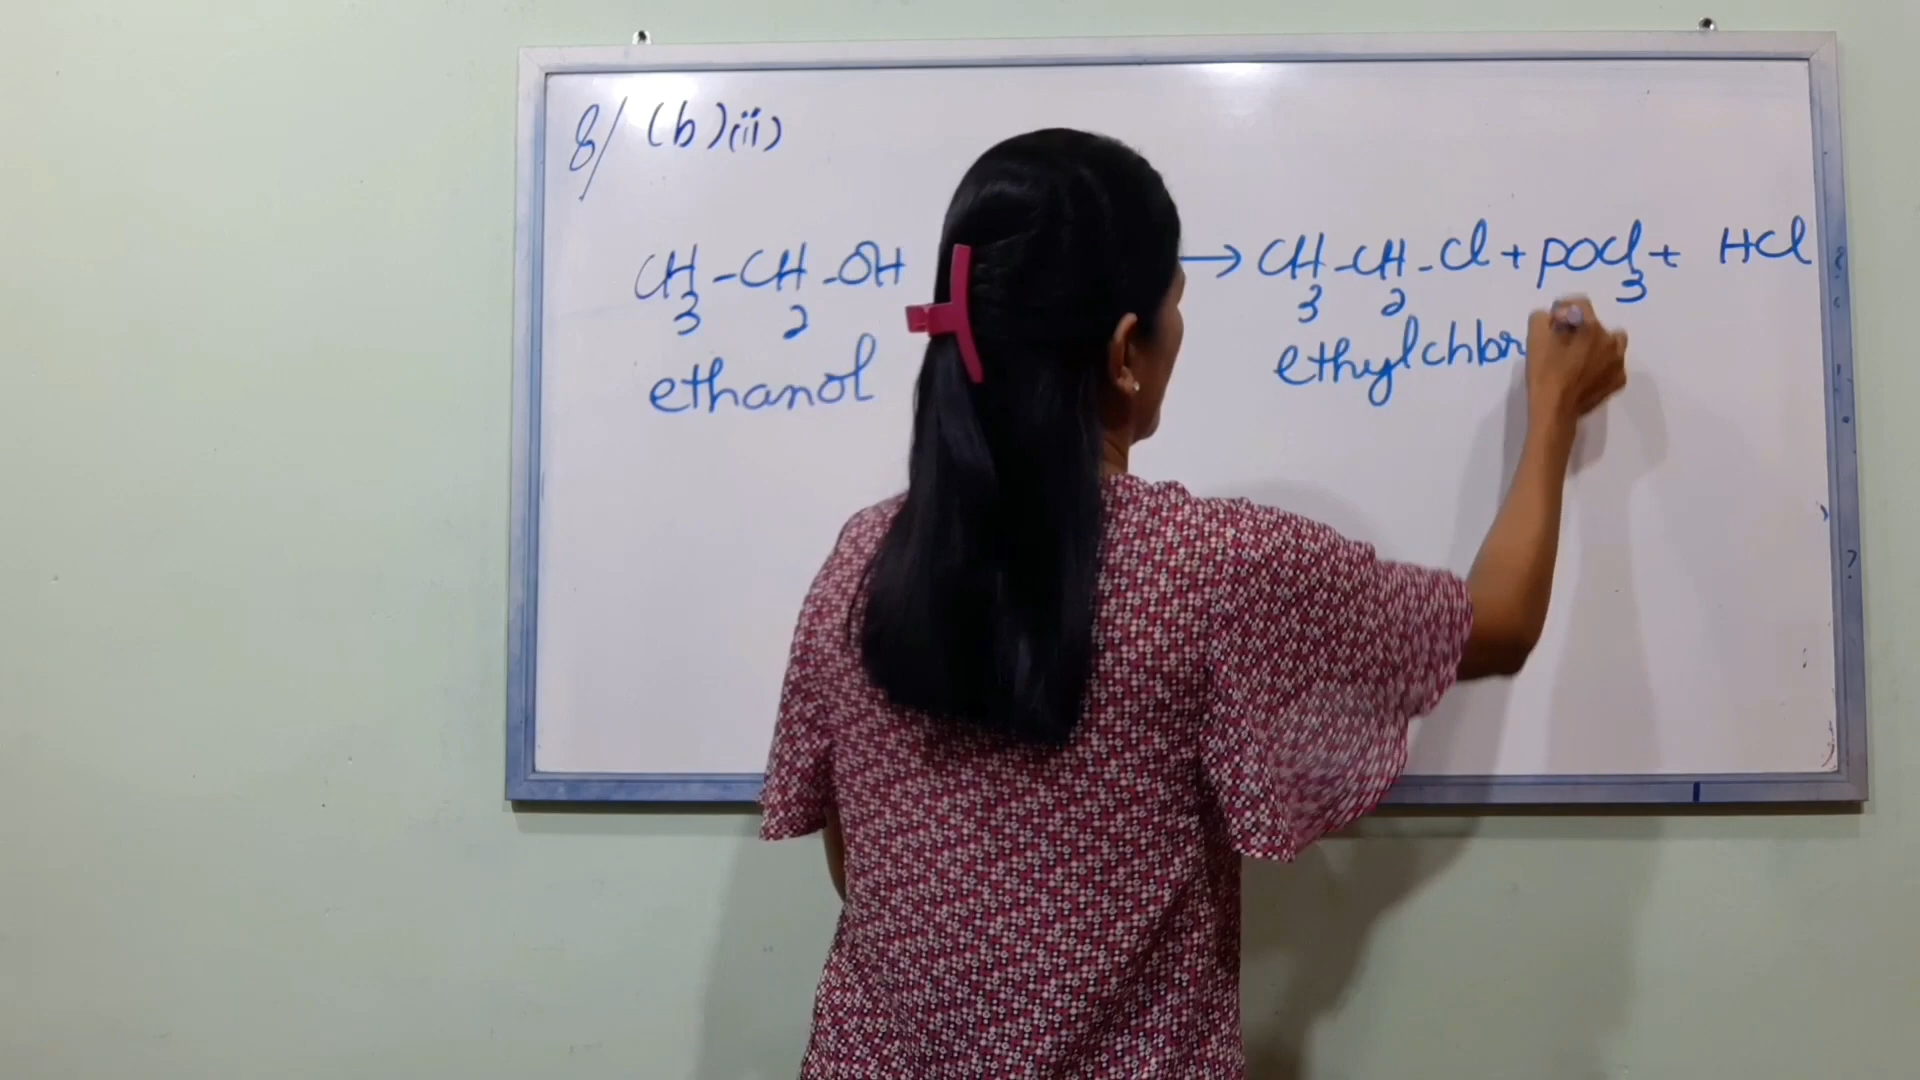 8/ (b)(ii)
CH₃-CH₂-OH → CH₃-CH₂-Cl + pOCl₃ + HCl
ethanol ethylchlor